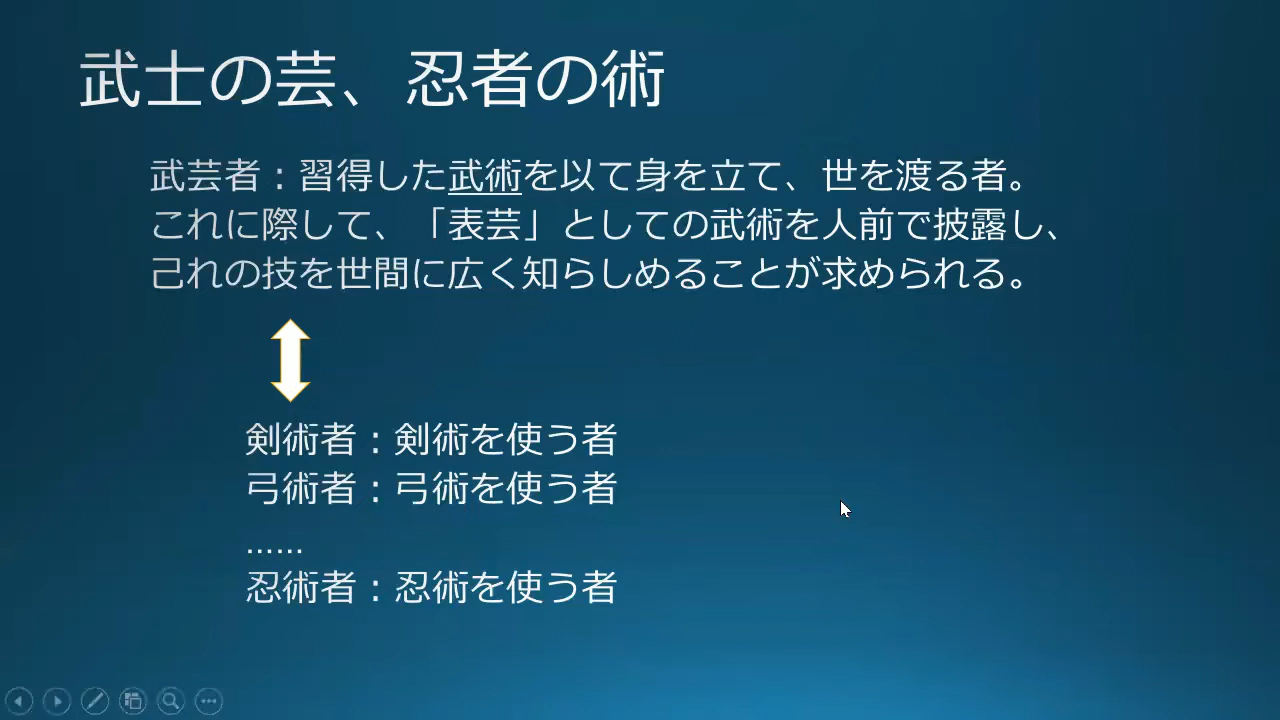 武士の芸、忍者の術
武芸者：習得した武術を以て身を立て、世を渡る者。
これに際して、「表芸」としての武術を人前で披露し、
己れの技を世間に広く知らしめることが求められる。
剣術者：剣術を使う者
弓術者：弓術を使う者
……
忍術者：忍術を使う者